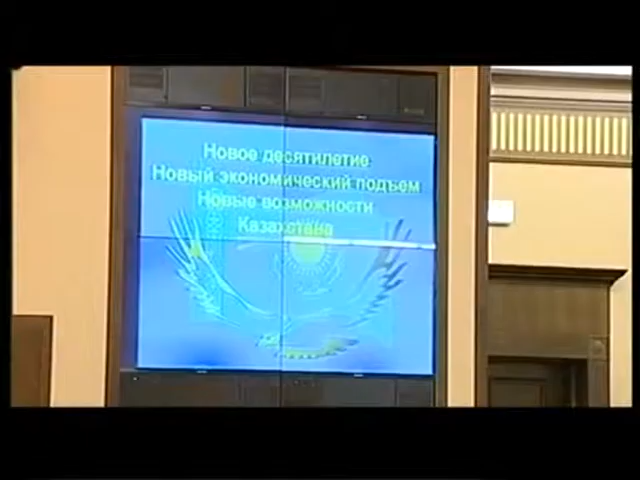 Новое десятилетие
Новый экономический подъем
Новые возможности
Казахстана